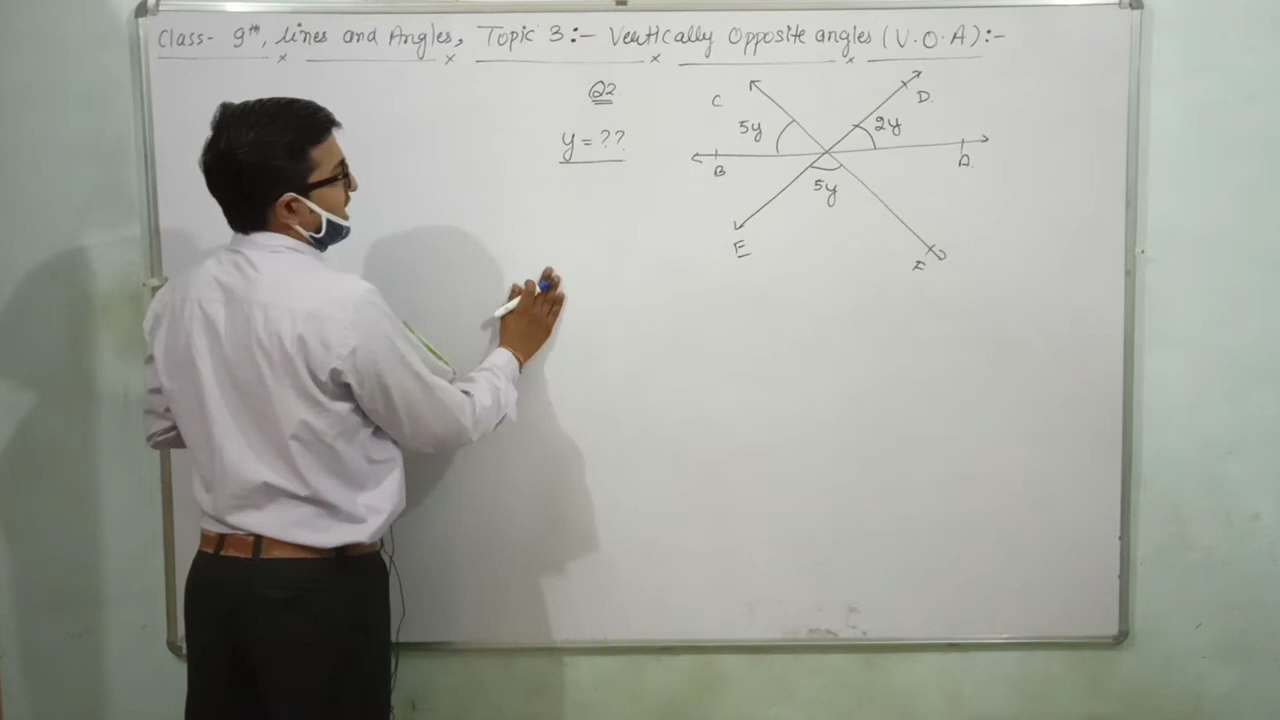 Class- 9th, Lines and Angles, Topic 3:- Vertically Opposite angles (V.O.A):-
Q2
y = ??
C
D.
5y
2y
B
A.
5y
E
F